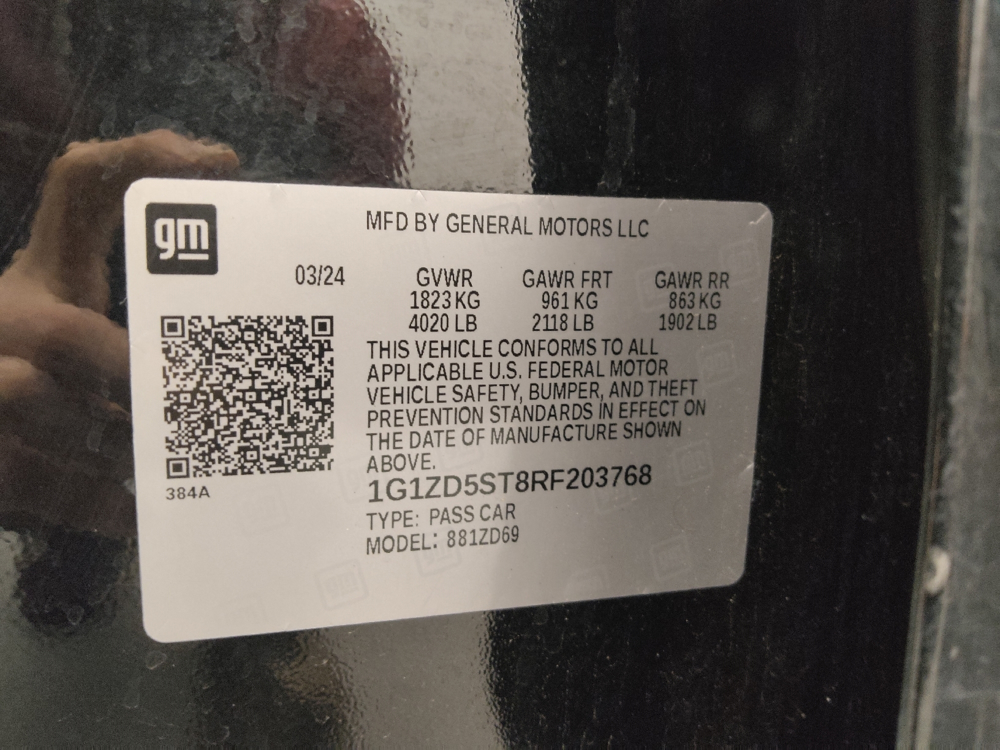 gm
MFD BY GENERAL MOTORS LLC
03/24 GVWR GAWR FRT GAWR RR
1823 KG 961 KG 863 KG
4020 LB 2118 LB 1902 LB
THIS VEHICLE CONFORMS TO ALL
APPLICABLE U.S. FEDERAL MOTOR
VEHICLE SAFETY, BUMPER, AND THEFT
PREVENTION STANDARDS IN EFFECT ON
THE DATE OF MANUFACTURE SHOWN
ABOVE.
384A
1G1ZD5ST8RF203768
TYPE: PASS CAR
MODEL: 881ZD69